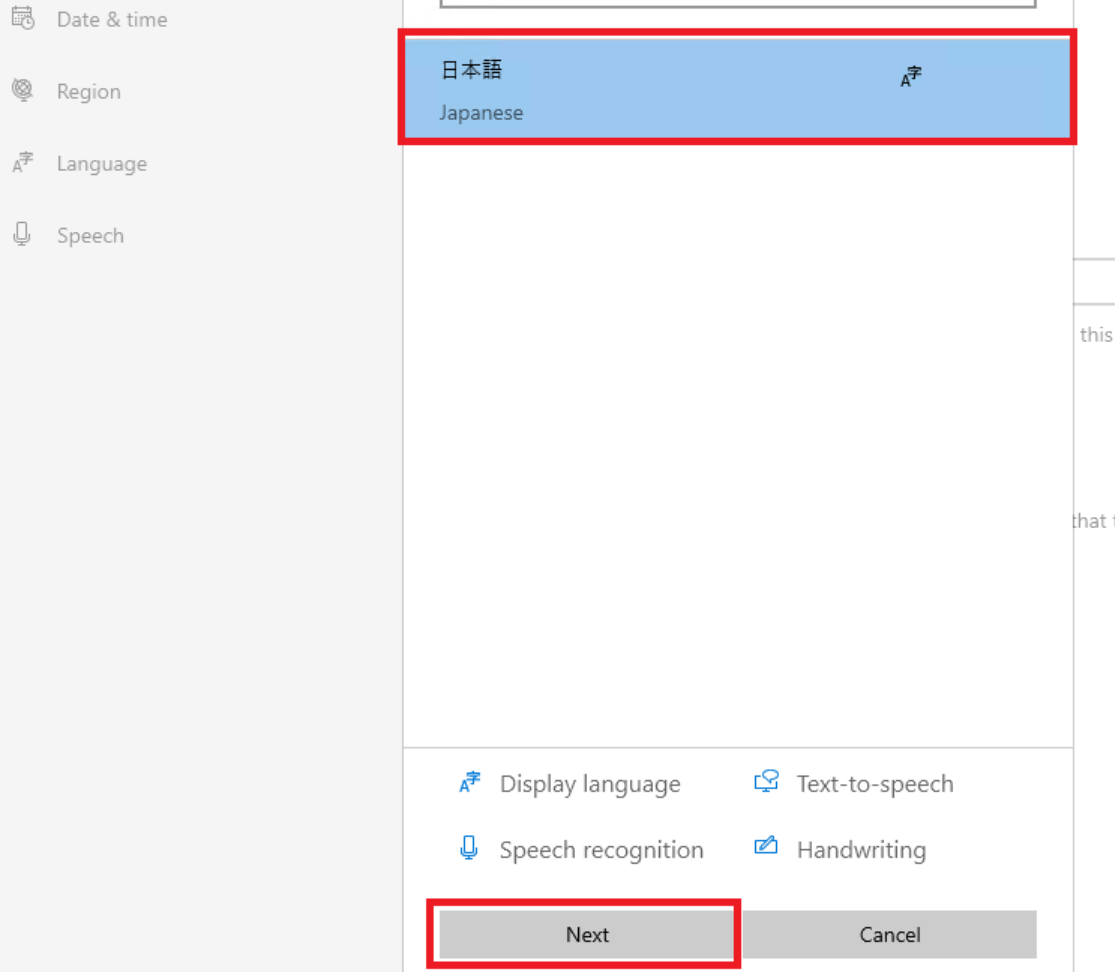 Date & time
Region
Language
Speech
日本語
Japanese
this
that
Display language
Text-to-speech
Speech recognition
Handwriting
Next
Cancel